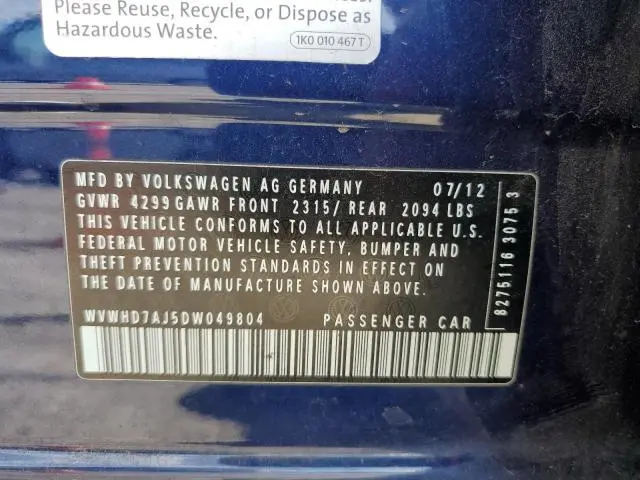 Please Reuse, Recycle, or Dispose as
Hazardous Waste.
1K0 010 467 T
MFD BY VOLKSWAGEN AG GERMANY 07/12
GVWR 4299 GAWR FRONT 2315/ REAR 2094 LBS
THIS VEHICLE CONFORMS TO ALL APPLICABLE U.S.
FEDERAL MOTOR VEHICLE SAFETY, BUMPER AND
THEFT PREVENTION STANDARDS IN EFFECT ON
THE DATE OF MANUFACTURE SHOWN ABOVE.
WVWHD7AJ5DW049804 PASSENGER CAR
8275116 3075 3